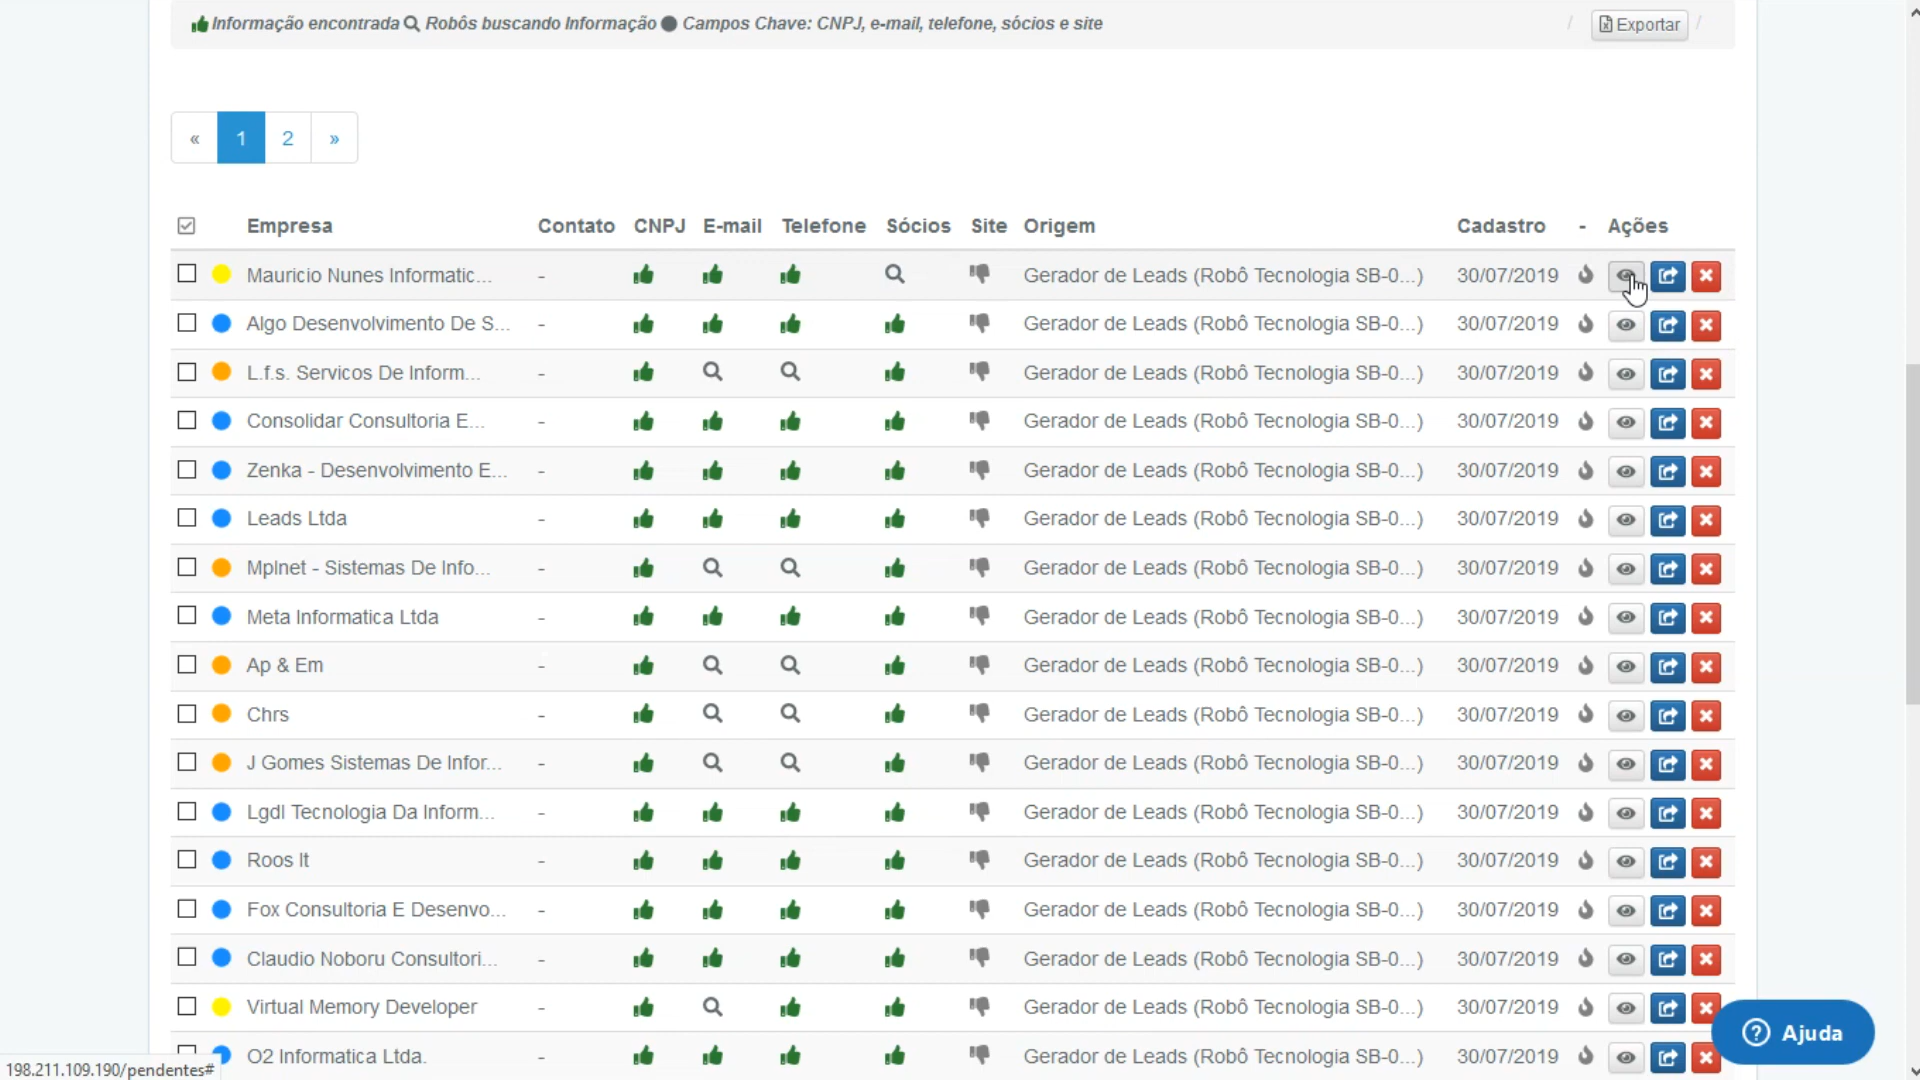 Informação encontrada Robôs buscando Informação Campos Chave: CNPJ, e-mail, telefone, sócios e site / Exportar /
« 1 2 »
Empresa Contato CNPJ E-mail Telefone Sócios Site Origem Cadastro - Ações
Mauricio Nunes Informatic... - Gerador de Leads (Robô Tecnologia SB-0...) 30/07/2019
Algo Desenvolvimento De S... - Gerador de Leads (Robô Tecnologia SB-0...) 30/07/2019
L.f.s. Servicos De Inform... - Gerador de Leads (Robô Tecnologia SB-0...) 30/07/2019
Consolidar Consultoria E... - Gerador de Leads (Robô Tecnologia SB-0...) 30/07/2019
Zenka - Desenvolvimento E... - Gerador de Leads (Robô Tecnologia SB-0...) 30/07/2019
Leads Ltda - Gerador de Leads (Robô Tecnologia SB-0...) 30/07/2019
Mplnet - Sistemas De Info... - Gerador de Leads (Robô Tecnologia SB-0...) 30/07/2019
Meta Informatica Ltda - Gerador de Leads (Robô Tecnologia SB-0...) 30/07/2019
Ap & Em - Gerador de Leads (Robô Tecnologia SB-0...) 30/07/2019
Chrs - Gerador de Leads (Robô Tecnologia SB-0...) 30/07/2019
J Gomes Sistemas De Infor... - Gerador de Leads (Robô Tecnologia SB-0...) 30/07/2019
Lgdl Tecnologia Da Inform... - Gerador de Leads (Robô Tecnologia SB-0...) 30/07/2019
Roos It - Gerador de Leads (Robô Tecnologia SB-0...) 30/07/2019
Fox Consultoria E Desenvo... - Gerador de Leads (Robô Tecnologia SB-0...) 30/07/2019
Claudio Noboru Consultori... - Gerador de Leads (Robô Tecnologia SB-0...) 30/07/2019
Virtual Memory Developer - Gerador de Leads (Robô Tecnologia SB-0...) 30/07/2019
O2 Informatica Ltda. - Gerador de Leads (Robô Tecnologia SB-0...) 30/07/2019
Ajuda
198.211.109.190/pendentes#